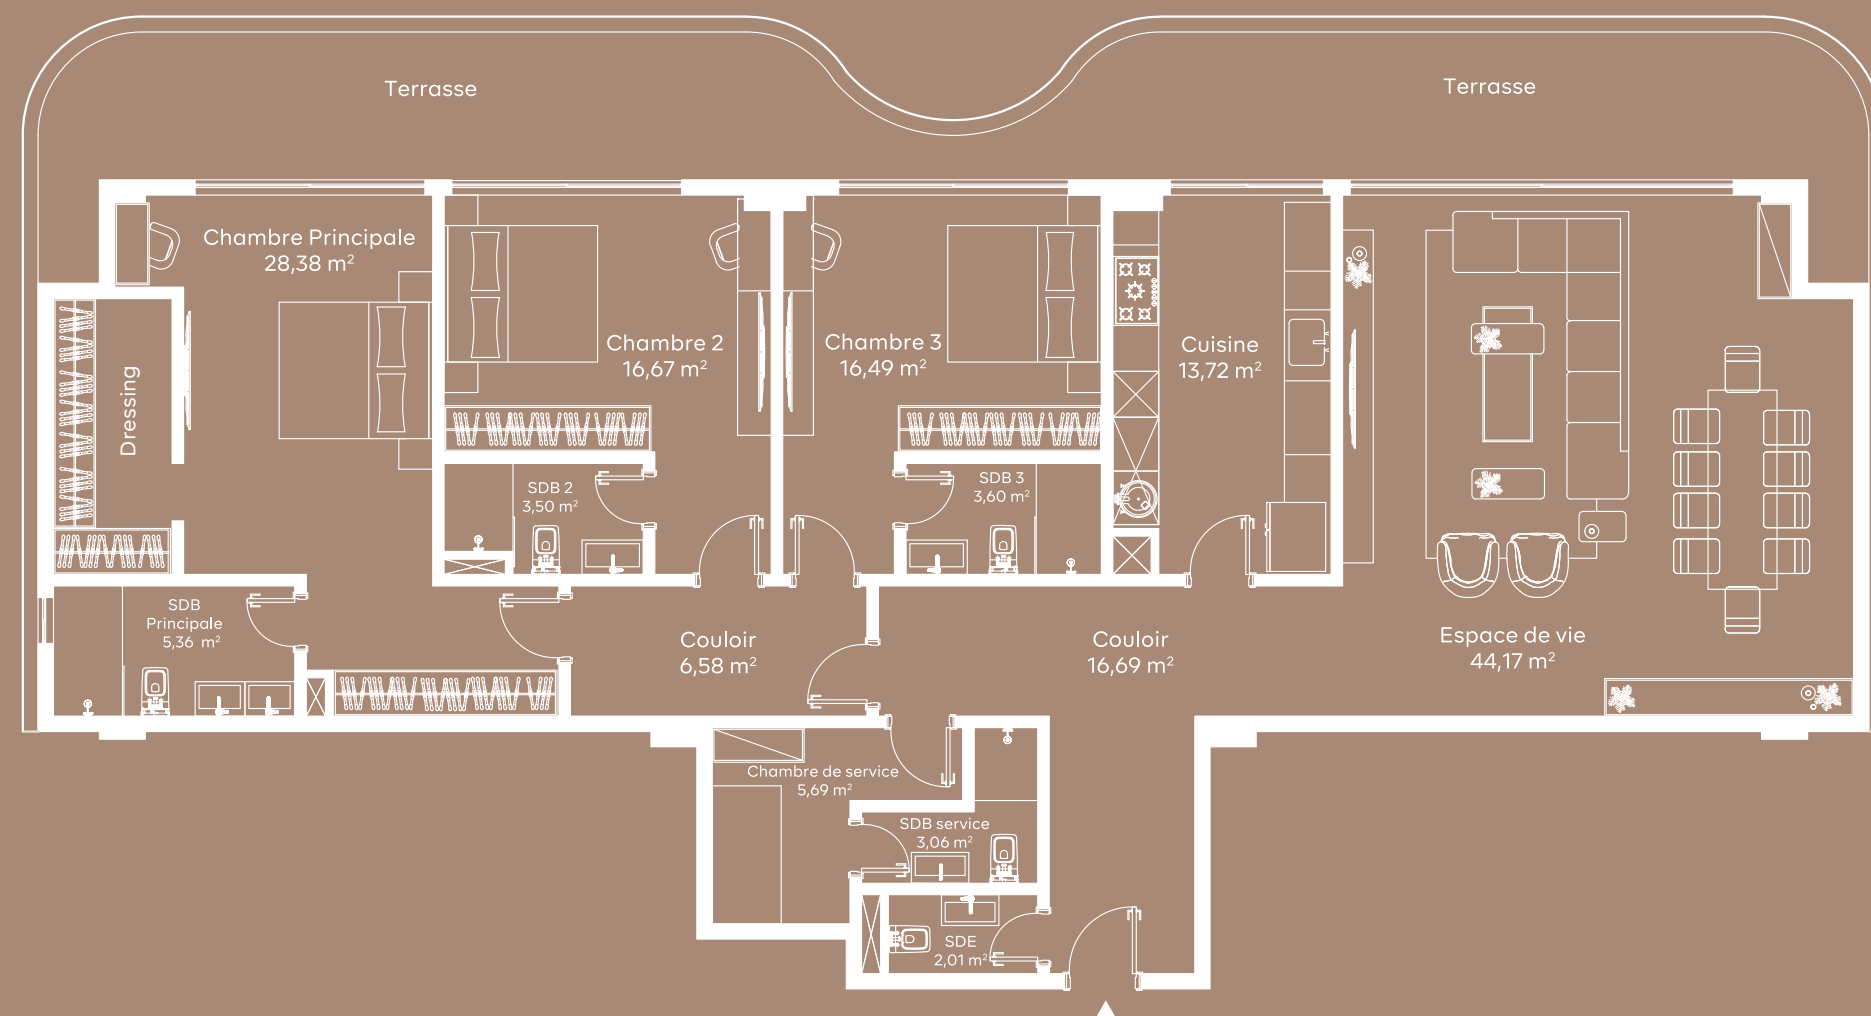 Terrasse
Terrasse
Chambre Principale
28,38 m²
Chambre 2
16,67 m²
Chambre 3
16,49 m²
Cuisine
13,72 m²
Dressing
SDB 2
3,50 m²
SDB 3
3,60 m²
SDB
Principale
5,36 m²
Couloir
6,58 m²
Couloir
16,69 m²
Espace de vie
44,17 m²
Chambre de service
5,69 m²
SDB service
3,06 m²
SDE
2,01 m²